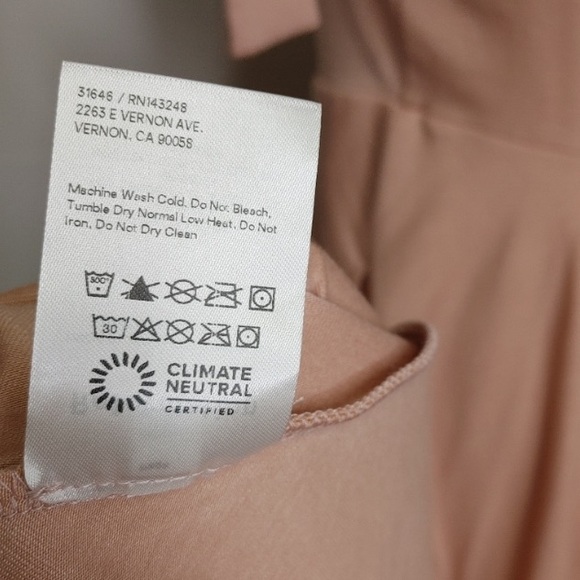 31646 / RN143248
2263 E VERNON AVE.
VERNON, CA 90058
Machine Wash Cold. Do Not Bleach,
Tumble Dry Normal Low Heat. Do Not
Iron, Do Not Dry Clean
30C
30
CLIMATE
NEUTRAL
CERTIFIED